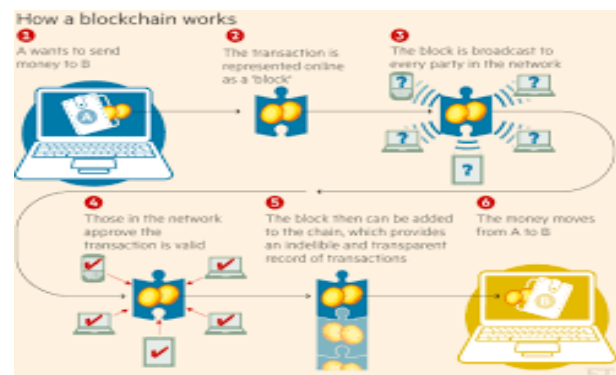 How a blockchain works
1
A wants to send
money to B
2
The transaction is
represented online
as a 'block'
3
The block is broadcast to
every party in the network
A
?
?
?
?
?
4
Those in the network
approve the
transaction is valid
5
The block then can be added
to the chain, which provides
an indelible and transparent
record of transactions
6
The money moves
from A to B
B
FT